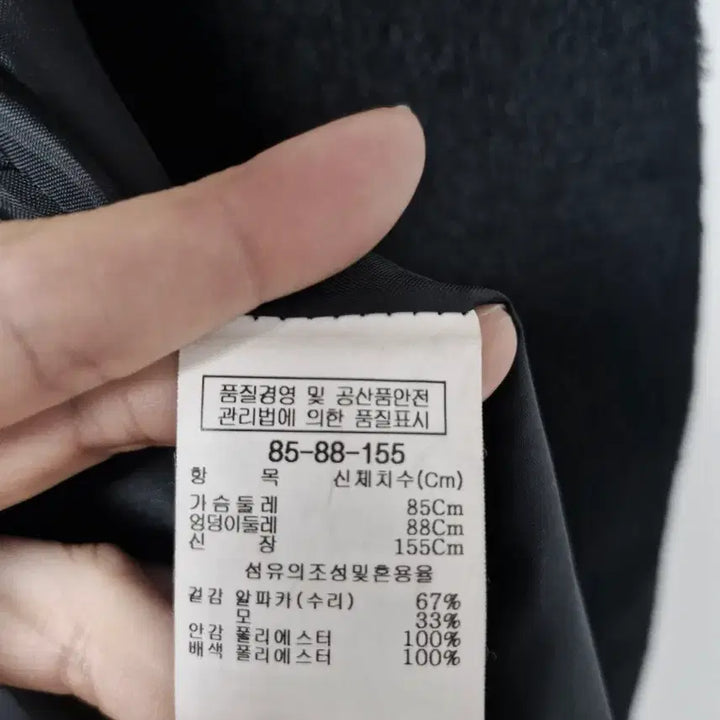 품질경영 및 공산품안전
관리법에 의한 품질표시
85-88-155
항 목 신체치수(Cm)
가슴둘레 85Cm
엉덩이둘레 88Cm
신 장 155Cm
섬유의조성및혼용율
겉감 알파카(수리) 67%
모 33%
안감 폴리에스터 100%
배색 폴리에스터 100%